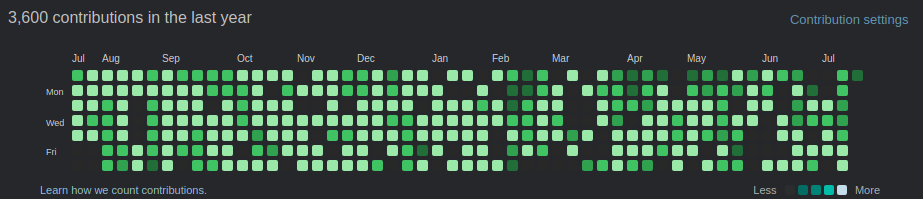 3,600 contributions in the last year
Contribution settings
Jul Aug Sep Oct Nov Dec Jan Feb Mar Apr May Jun Jul
Mon
Wed
Fri
Learn how we count contributions.
Less More